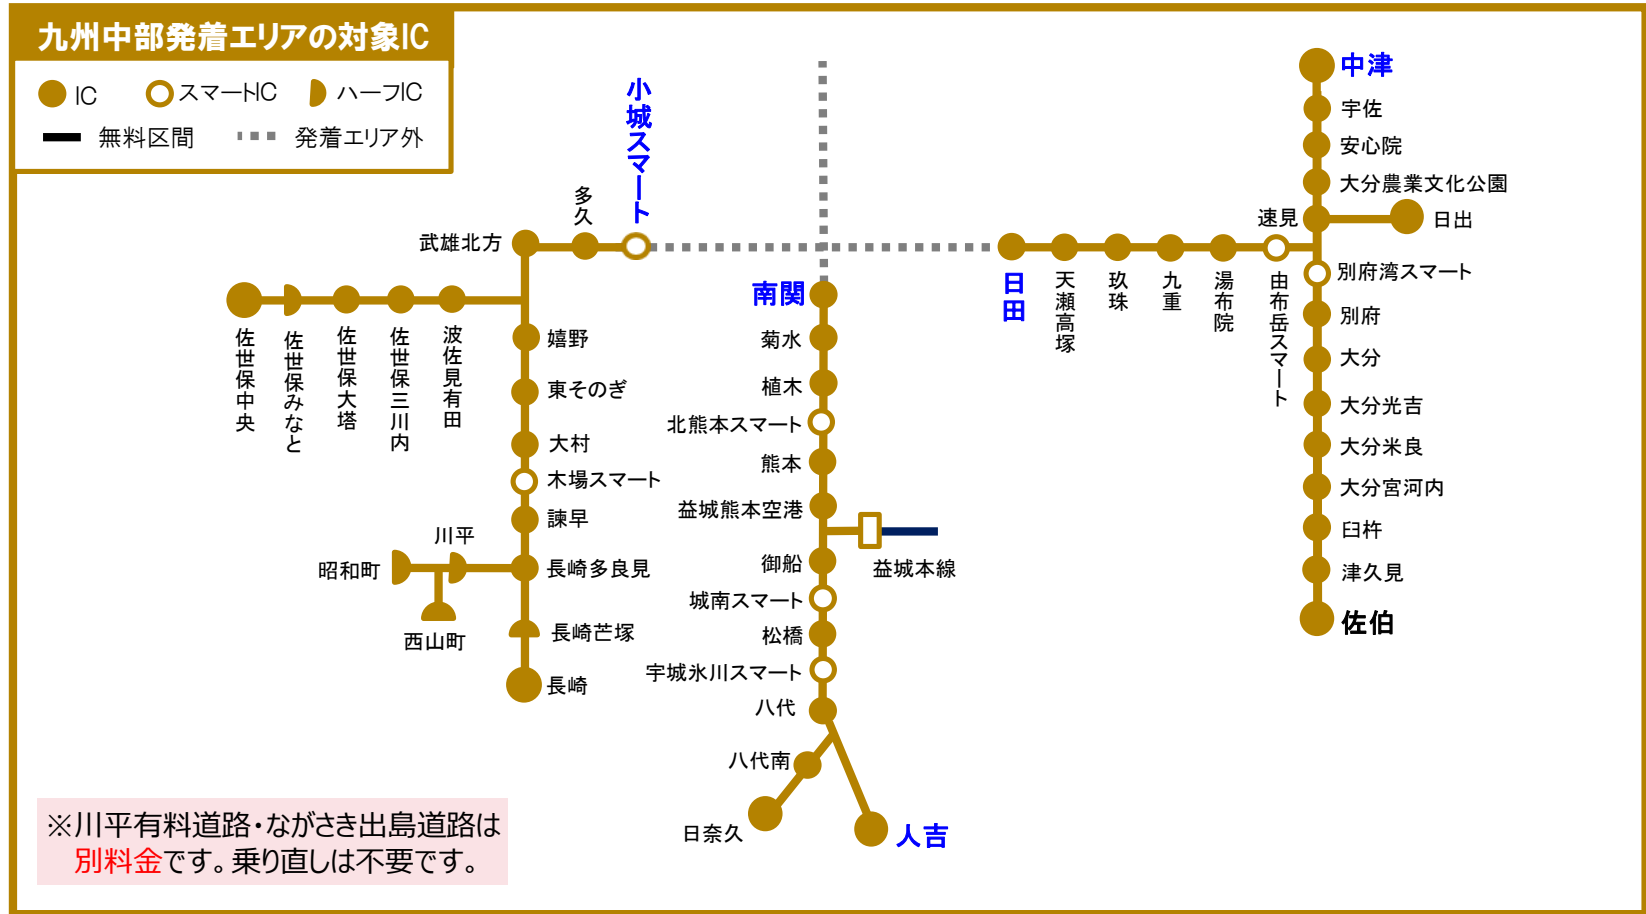 九州中部発着エリアの対象IC
IC
スマートIC
ハーフIC
無料区間
発着エリア外
小城スマート
多久
武雄北方
佐世保中央
佐世保みなと
佐世保大塔
佐世保三川内
波佐見有田
嬉野
東そのぎ
大村
木場スマート
諫早
川平
昭和町
西山町
長崎多良見
長崎芒塚
長崎
南関
菊水
植木
北熊本スマート
熊本
益城熊本空港
益城本線
御船
城南スマート
松橋
宇城氷川スマート
八代
八代南
日奈久
人吉
日田
天瀬高塚
玖珠
九重
湯布院
由布岳スマート
中津
宇佐
安心院
大分農業文化公園
速見
日出
別府湾スマート
別府
大分
大分光吉
大分米良
大分宮河内
臼杵
津久見
佐伯
※川平有料道路・ながさき出島道路は
別料金です。乗り直しは不要です。